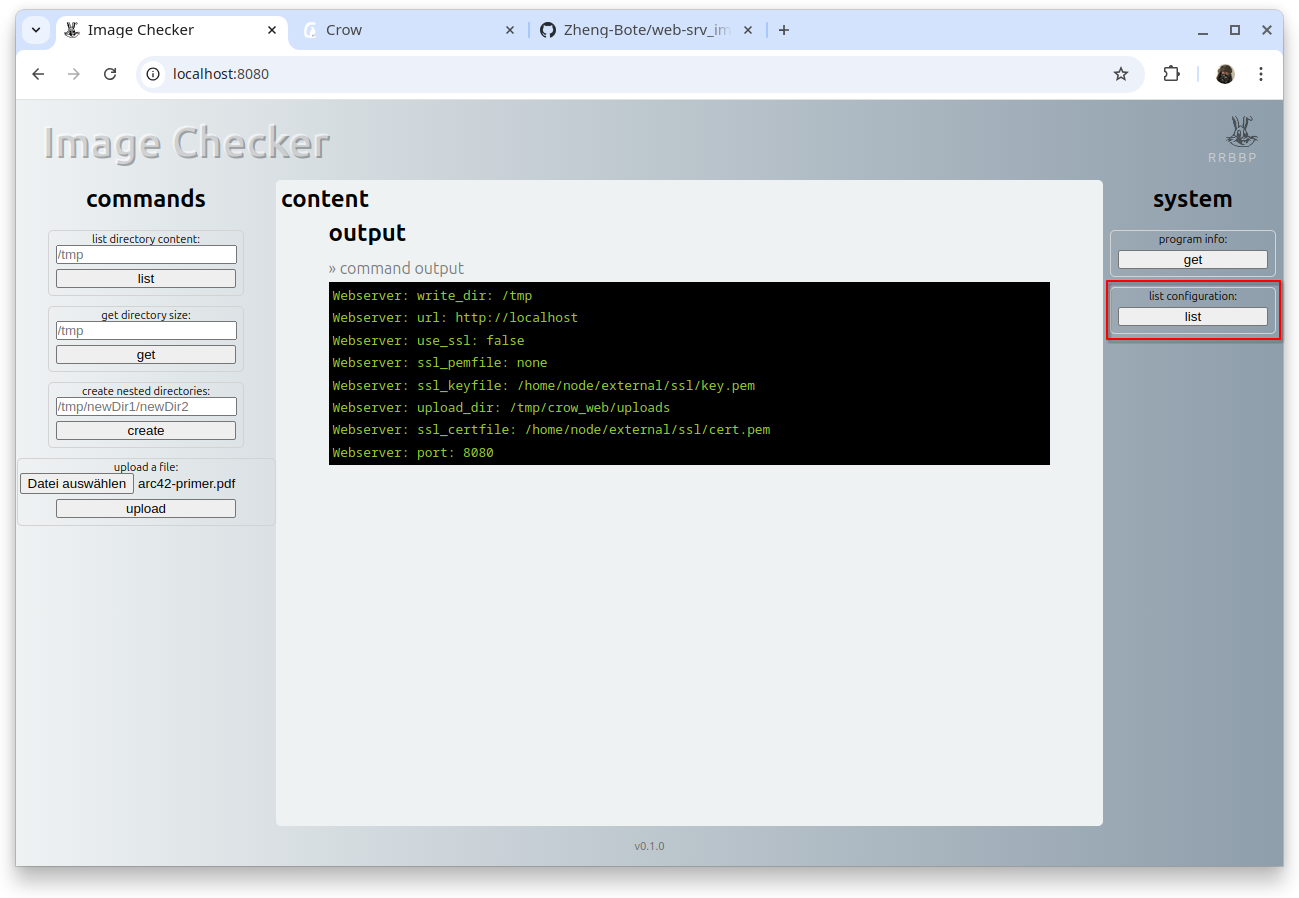 Image Checker
Crow
Zheng-Bote/web-srv_im
localhost:8080
Image Checker
RRBBP
commands
list directory content:
/tmp
list
get directory size:
/tmp
get
create nested directories:
/tmp/newDir1/newDir2
create
upload a file:
Datei auswählen arc42-primer.pdf
upload
content
output
» command output
Webserver: write_dir: /tmp
Webserver: url: http://localhost
Webserver: use_ssl: false
Webserver: ssl_pemfile: none
Webserver: ssl_keyfile: /home/node/external/ssl/key.pem
Webserver: upload_dir: /tmp/crow_web/uploads
Webserver: ssl_certfile: /home/node/external/ssl/cert.pem
Webserver: port: 8080
system
program info:
get
list configuration:
list
v0.1.0